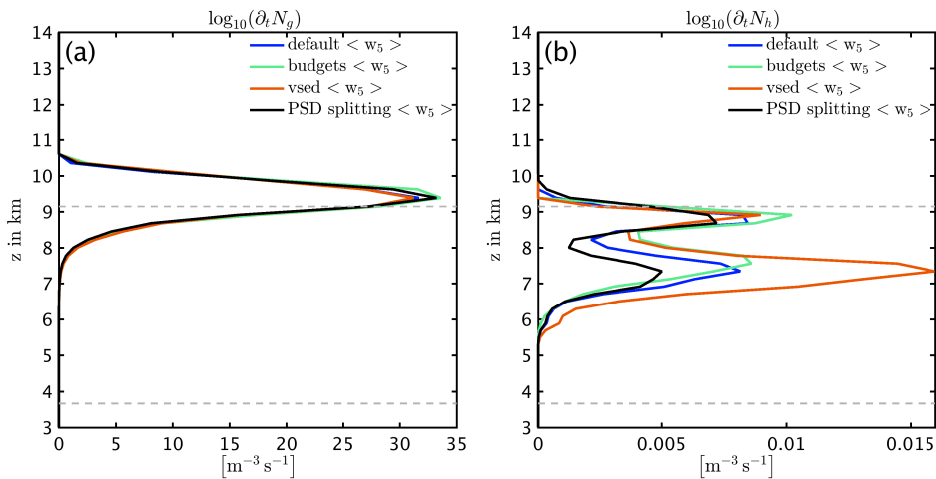 log₁₀(∂ₜN_g)
(a)
default < w₅ >
budgets < w₅ >
vsed < w₅ >
PSD splitting < w₅ >
z in km
14
13
12
11
10
9
8
7
6
5
4
3
0 5 10 15 20 25 30 35
[m⁻³ s⁻¹]
log₁₀(∂ₜN_h)
(b)
default < w₅ >
budgets < w₅ >
vsed < w₅ >
PSD splitting < w₅ >
z in km
14
13
12
11
10
9
8
7
6
5
4
3
0 0.005 0.01 0.015
[m⁻³ s⁻¹]